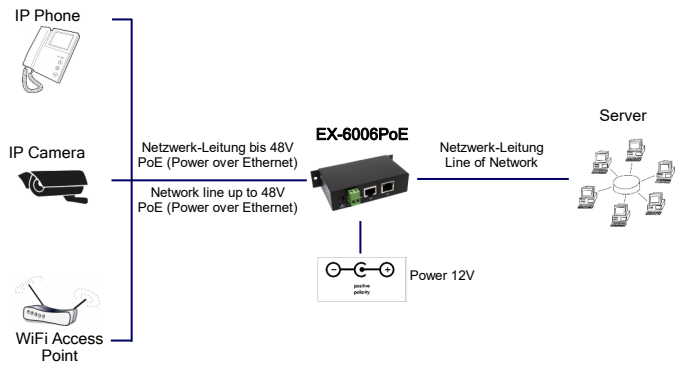 IP Phone
IP Camera
Netzwerk-Leitung bis 48V
PoE (Power over Ethernet)
Network line up to 48V
PoE (Power over Ethernet)
WiFi Access
Point
EX-6006PoE
Netzwerk-Leitung
Line of Network
Server
positive
polarity
Power 12V